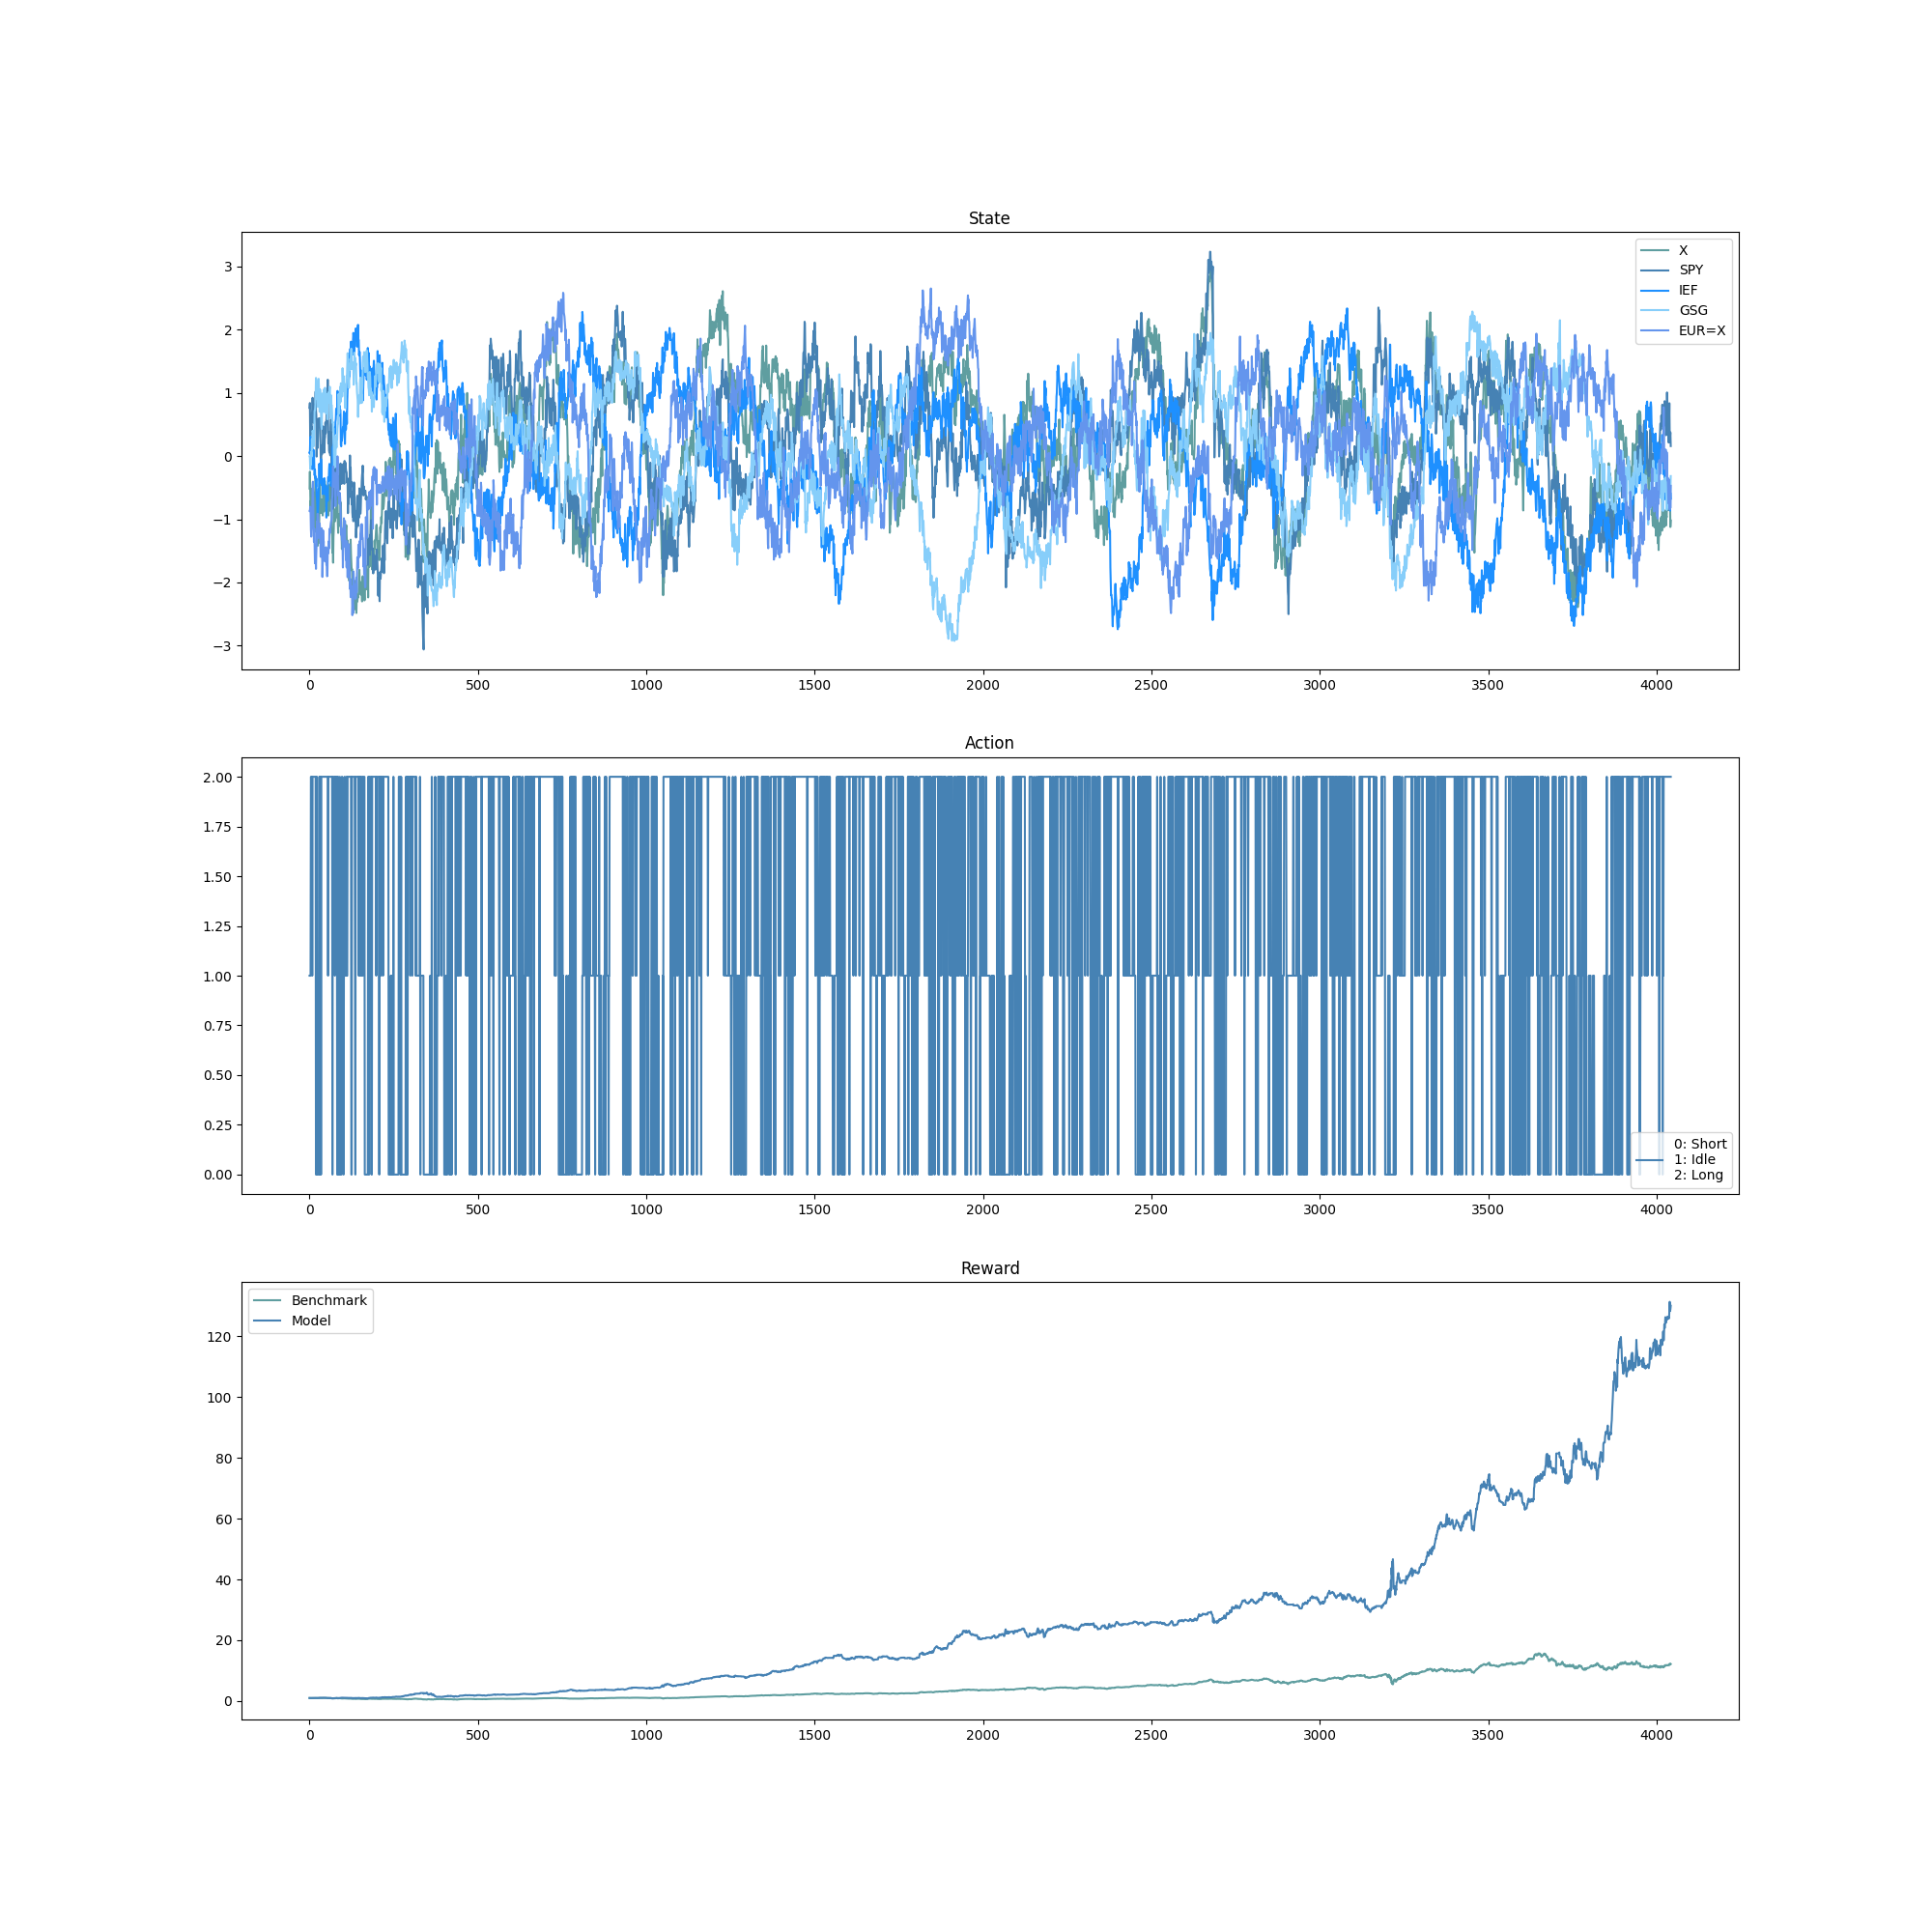 State
3
2
1
0
−1
−2
−3
X
SPY
IEF
GSG
EUR=X
0 500 1000 1500 2000 2500 3000 3500 4000
Action
2.00
1.75
1.50
1.25
1.00
0.75
0.50
0.25
0.00
0: Short
1: Idle
2: Long
0 500 1000 1500 2000 2500 3000 3500 4000
Reward
Benchmark
Model
120
100
80
60
40
20
0
0 500 1000 1500 2000 2500 3000 3500 4000